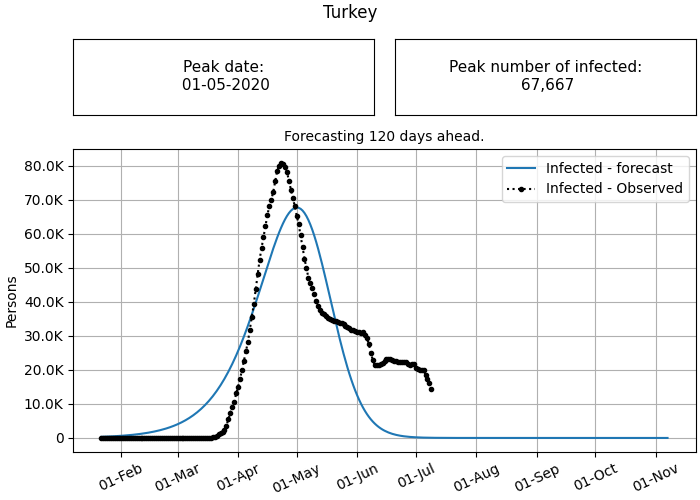 Turkey
Peak date:
01-05-2020
Peak number of infected:
67,667
Forecasting 120 days ahead.
Infected - forecast
Infected - Observed
Persons
80.0K
70.0K
60.0K
50.0K
40.0K
30.0K
20.0K
10.0K
0
01-Feb
01-Mar
01-Apr
01-May
01-Jun
01-Jul
01-Aug
01-Sep
01-Oct
01-Nov